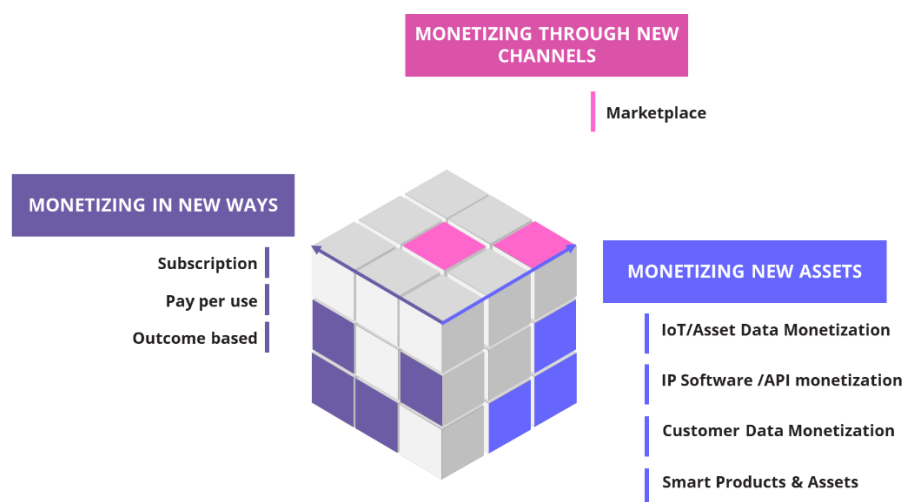 MONETIZING THROUGH NEW
CHANNELS
Marketplace
MONETIZING IN NEW WAYS
Subscription
Pay per use
Outcome based
MONETIZING NEW ASSETS
IoT/Asset Data Monetization
IP Software /API monetization
Customer Data Monetization
Smart Products & Assets